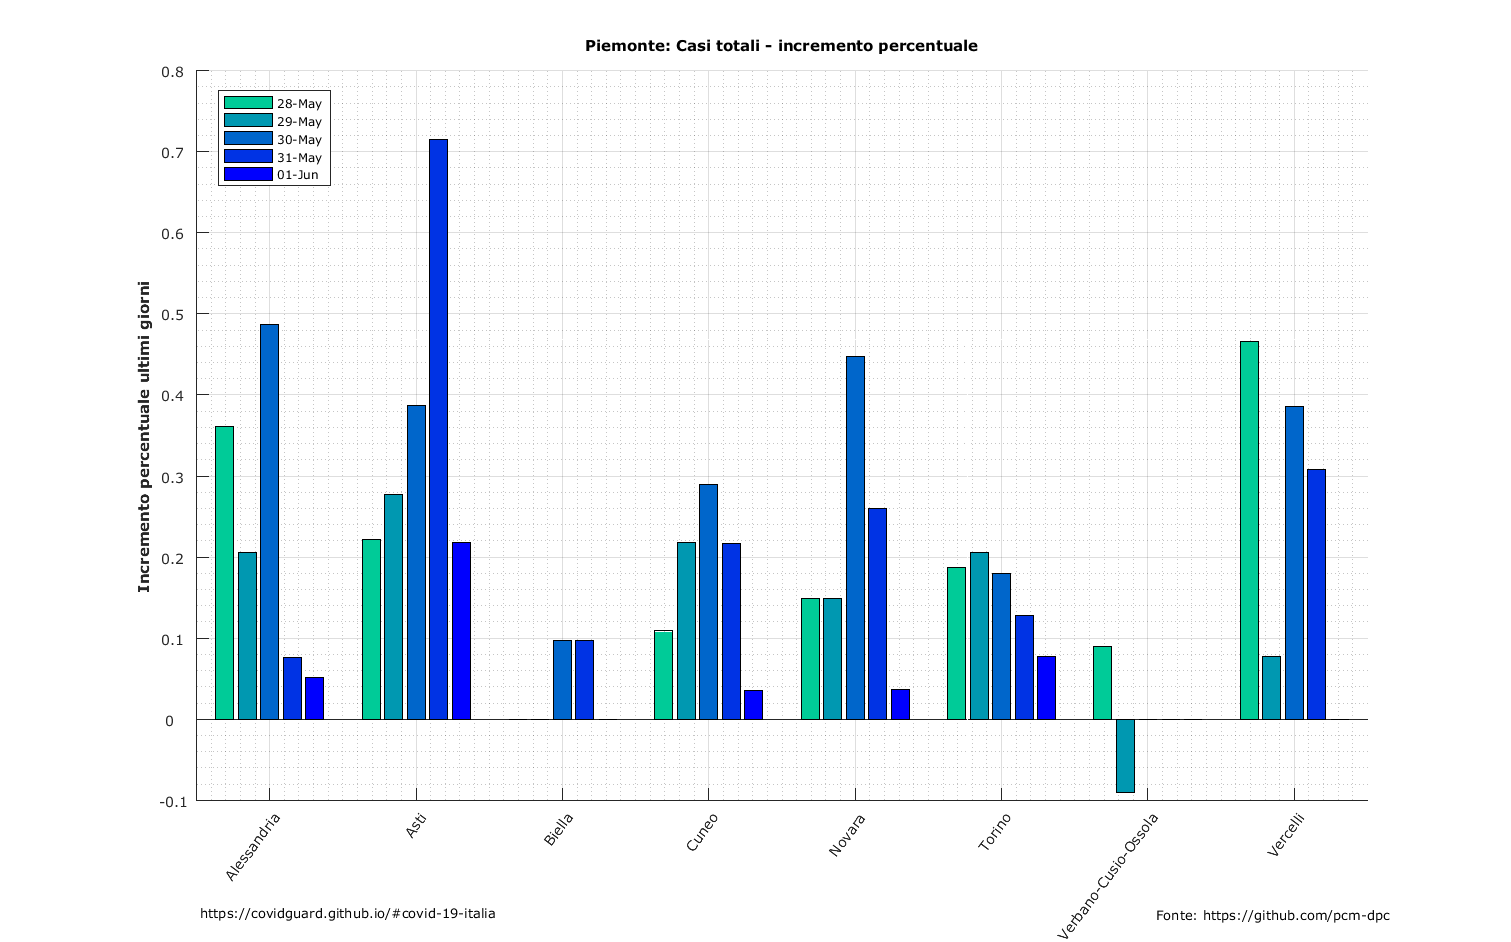 Piemonte: Casi totali - incremento percentuale
0.8
0.7
0.6
0.5
0.4
0.3
0.2
0.1
0
-0.1
Incremento percentuale ultimi giorni
28-May
29-May
30-May
31-May
01-Jun
Alessandria
Asti
Biella
Cuneo
Novara
Torino
Verbano-Cusio-Ossola
Vercelli
https://covidguard.github.io/#covid-19-italia
Fonte: https://github.com/pcm-dpc